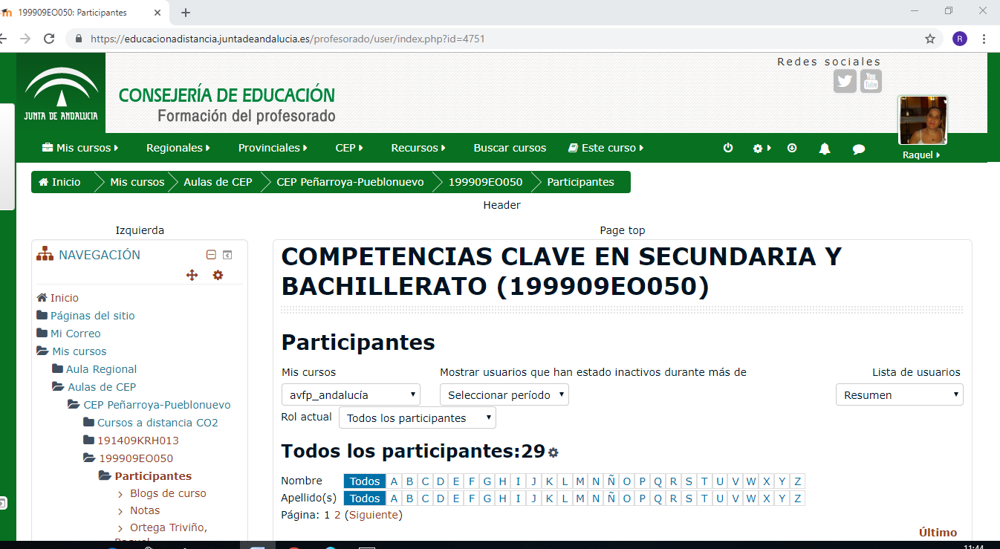 199909EO050: Participantes
https://educacionadistancia.juntadeandalucia.es/profesorado/user/index.php?id=4751
R
Redes sociales
You Tube
CONSEJERÍA DE EDUCACIÓN
Formación del profesorado
JUNTA DE ANDALUCIA
Mis cursos Regionales Provinciales CEP Recursos Buscar cursos Este curso
Raquel
Inicio Mis cursos Aulas de CEP CEP Peñarroya-Pueblonuevo 199909EO050 Participantes
Header
Izquierda
Page top
NAVEGACIÓN
Inicio
Páginas del sitio
Mi Correo
Mis cursos
Aula Regional
Aulas de CEP
CEP Peñarroya-Pueblonuevo
Cursos a distancia CO2
191409KRH013
199909EO050
Participantes
Blogs de curso
Notas
Ortega Triviño,
Raquel
COMPETENCIAS CLAVE EN SECUNDARIA Y
BACHILLERATO (199909EO050)
Participantes
Mis cursos Mostrar usuarios que han estado inactivos durante más de Lista de usuarios
avfp_andalucía Seleccionar período Resumen
Rol actual Todos los participantes
Todos los participantes:29
Nombre Todos A B C D E F G H I J K L M N Ñ O P Q R S T U V W X Y Z
Apellido(s) Todos A B C D E F G H I J K L M N Ñ O P Q R S T U V W X Y Z
Página: 1 2 (Siguiente)
Último
11:44